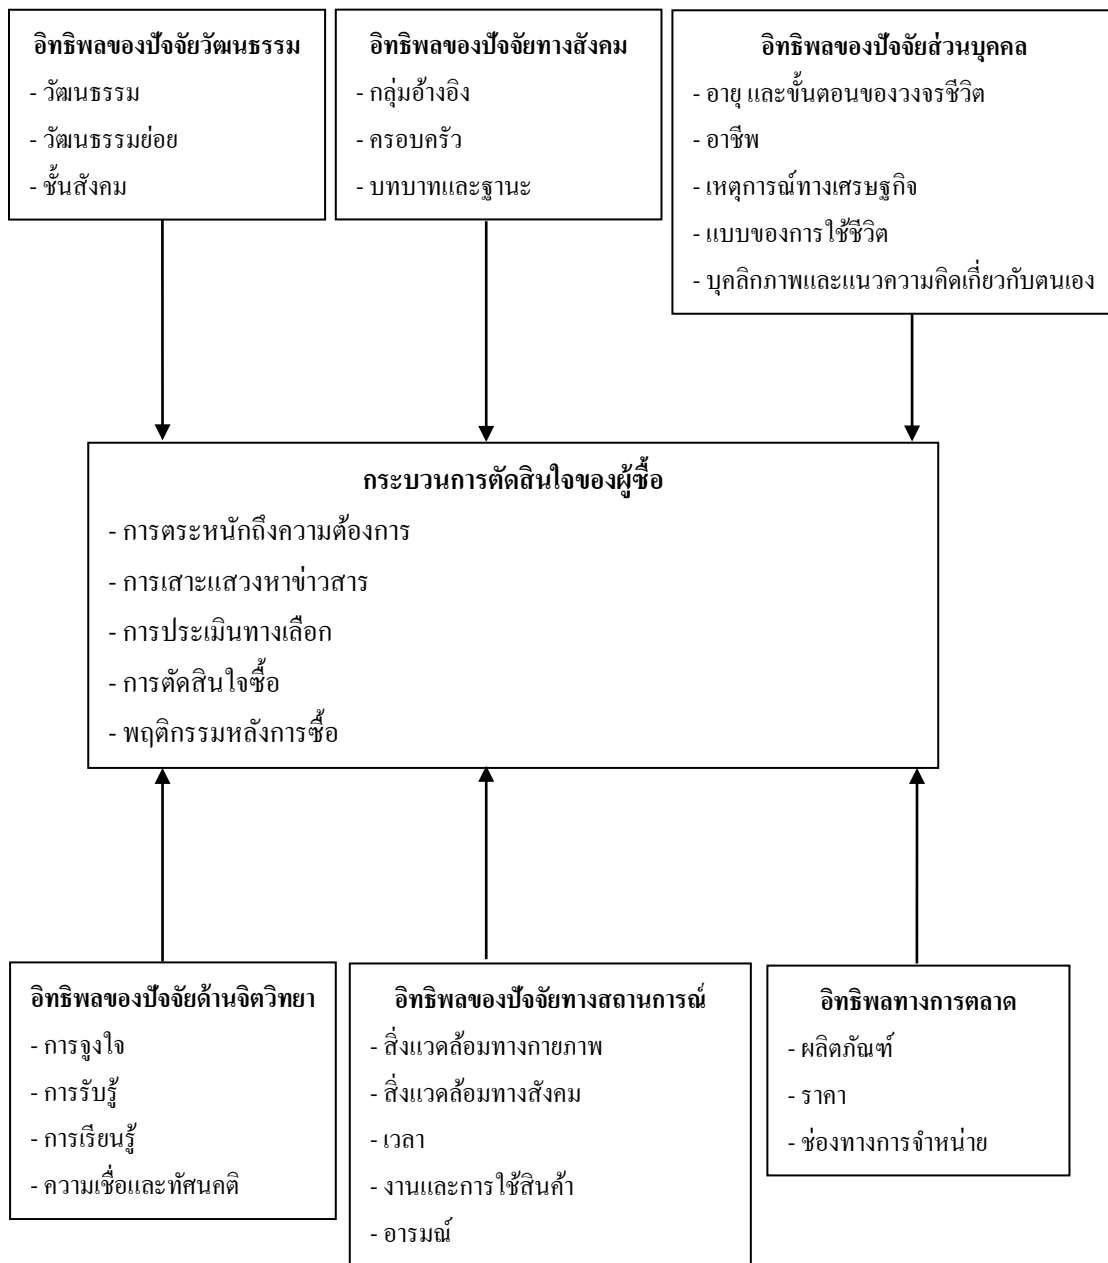 อิทธิพลของปัจจัยวัฒนธรรม
- วัฒนธรรม
- วัฒนธรรมย่อย
- ชั้นสังคม
อิทธิพลของปัจจัยทางสังคม
- กลุ่มอ้างอิง
- ครอบครัว
- บทบาทและฐานะ
อิทธิพลของปัจจัยส่วนบุคคล
- อายุ และขั้นตอนของวงจรชีวิต
- อาชีพ
- เหตุการณ์ทางเศรษฐกิจ
- แบบของการใช้ชีวิต
- บุคลิกภาพและแนวความคิดเกี่ยวกับตนเอง
กระบวนการตัดสินใจของผู้ซื้อ
- การตระหนักถึงความต้องการ
- การเสาะแสวงหาข่าวสาร
- การประเมินทางเลือก
- การตัดสินใจซื้อ
- พฤติกรรมหลังการซื้อ
อิทธิพลของปัจจัยด้านจิตวิทยา
- การจูงใจ
- การรับรู้
- การเรียนรู้
- ความเชื่อและทัศนคติ
อิทธิพลของปัจจัยทางสถานการณ์
- สิ่งแวดล้อมทางกายภาพ
- สิ่งแวดล้อมทางสังคม
- เวลา
- งานและการใช้สินค้า
- อารมณ์
อิทธิพลทางการตลาด
- ผลิตภัณฑ์
- ราคา
- ช่องทางการจำหน่าย